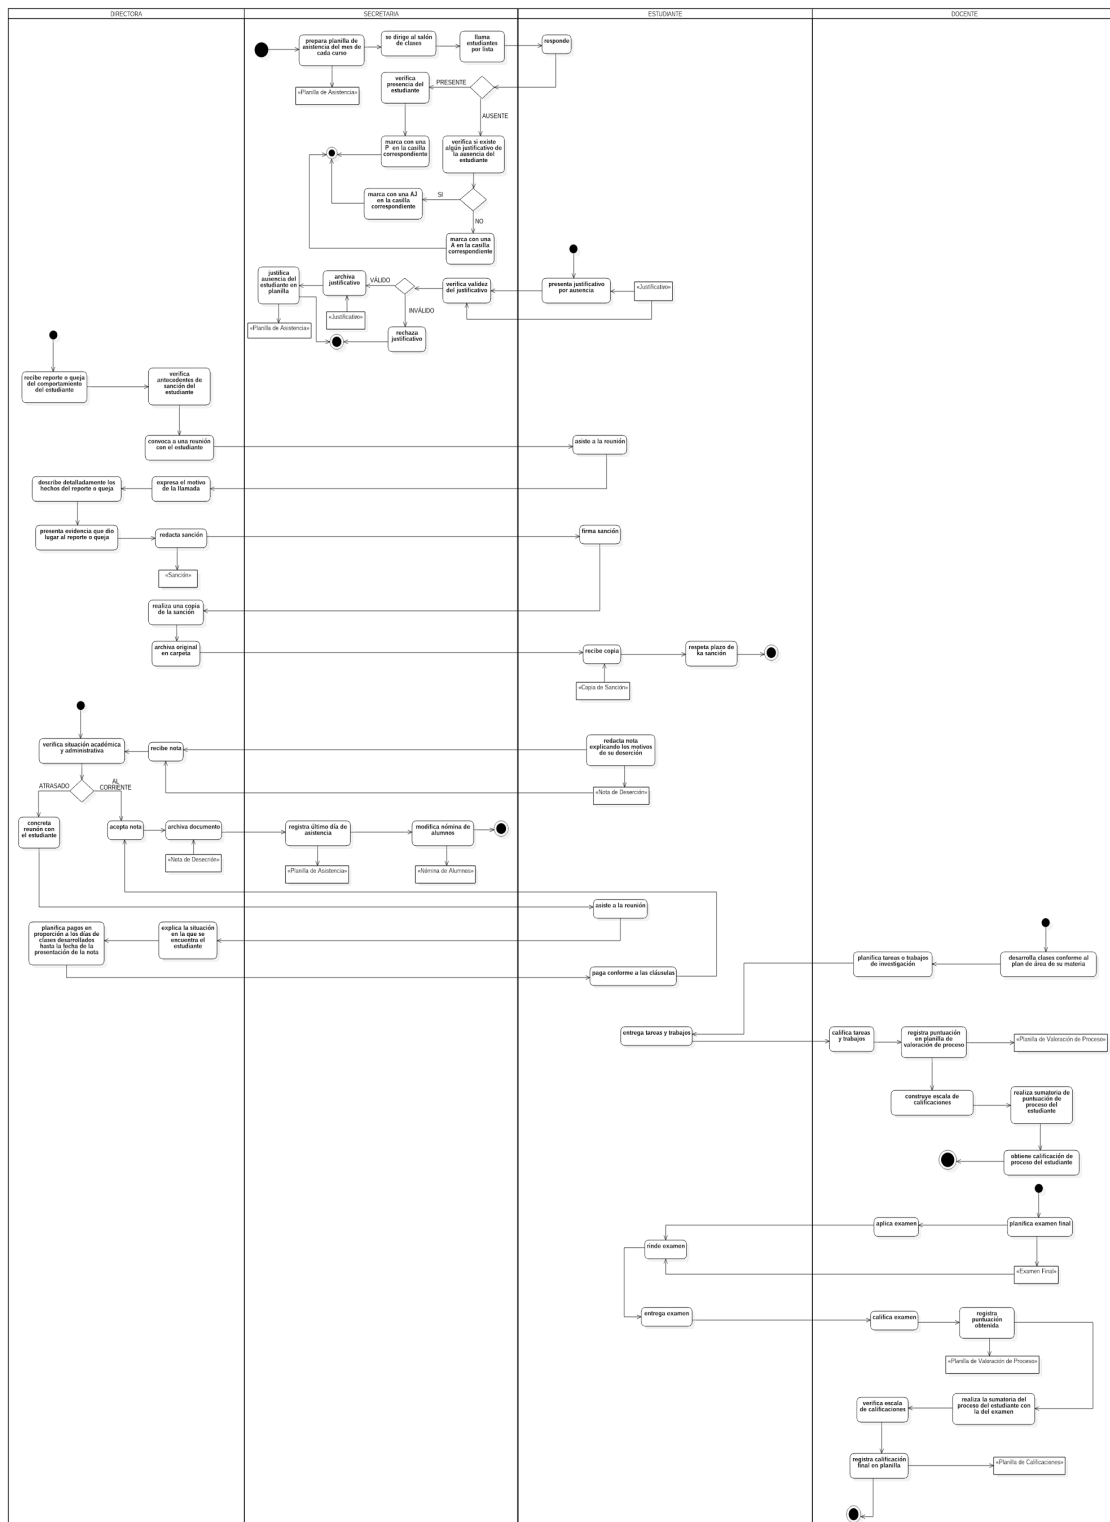 DIRECTORA
SECRETARIA
ESTUDIANTE
DOCENTE
prepara planilla de
asistencia del mes de
cada curso
se dirige al salón
de clases
llama
estudiantes
por lista
responde
«Planilla de Asistencia»
verifica
presencia del
estudiante
PRESENTE
AUSENTE
marca con una
P en la casilla
correspondiente
verifica si existe
algún justificativo de
la ausencia del
estudiante
marca con una AJ
en la casilla
correspondiente
SI
NO
marca con una
A en la casilla
correspondiente
justifica
ausencia del
estudiante en
planilla
archiva
justificativo
VÁLIDO
verifica validez
del justificativo
presenta justificativo
por ausencia
«Justificativo»
INVÁLIDO
«Justificativo»
«Planilla de Asistencia»
rechaza
justificativo
recibe reporte o queja
del comportamiento
del estudiante
verifica
antecedentes de
sanción del
estudiante
convoca a una reunión
con el estudiante
asiste a la reunión
describe detalladamente los
hechos del reporte o queja
expresa el motivo
de la llamada
presenta evidencia que dio
lugar al reporte o queja
redacta sanción
firma sanción
«Sanción»
realiza una copia
de la sanción
archiva original
en carpeta
recibe copia
respeta plazo de
ka sanción
«Copia de Sanción»
verifica situación académica
y administrativa
recibe nota
redacta nota
explicando los motivos
de su deserción
ATRASADO
AL
CORRIENTE
«Nota de Deserción»
concreta
reunón con
el estudiante
acepta nota
archiva documento
registra último día de
asistencia
modifica nómina de
alumnos
«Nota de Desecrión»
«Planilla de Asistencia»
«Nómina de Alumnos»
asiste a la reunión
planifica pagos en
proporción a los días de
clases desarrollados
hasta la fecha de la
presentación de la nota
explica la situación
en la que se
encuentra el
estudiante
paga conforme a las cláusulas
planifica tareas o trabajos
de investigación
desarrolla clases conforme al
plan de área de su materia
entrega tareas y trabajos
califica tareas
y trabajos
registra puntuación
en planilla de
valoración de proceso
«Planilla de Valoración de Proceso»
construye escala de
calificaciones
realiza sumatoria de
puntuación de
proceso del
estudiante
obtiene calificación de
proceso del estudiante
aplica examen
planifica examen final
rinde examen
«Examen Final»
entrega examen
califica examen
registra
puntuación
obtenida
«Planilla de Valoración de Proceso»
verifica escala
de calificaciones
realiza la sumatoria del
proceso del estudiante con
la del examen
registra calificación
final en planilla
«Planilla de Calificaciones»